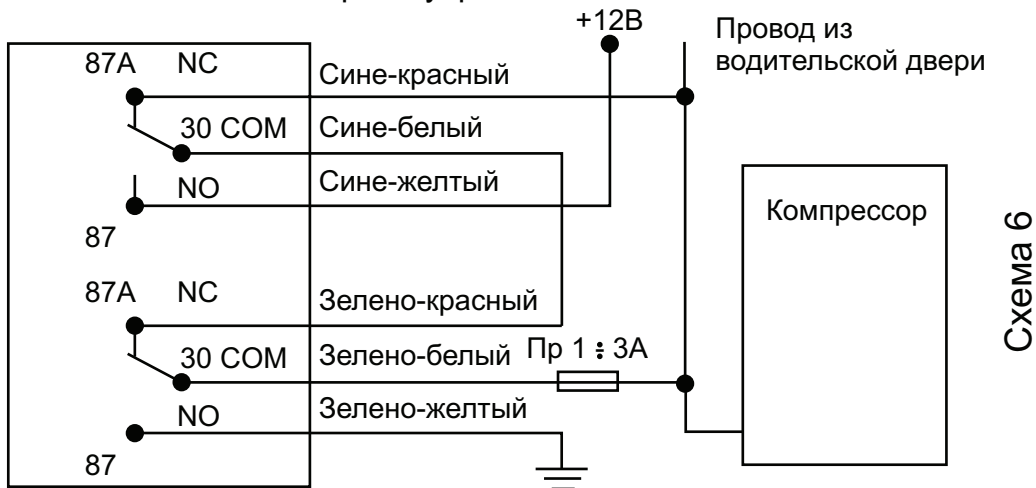 +12В
Провод из
водительской двери
87А NC
Сине-красный
30 COM
Сине-белый
NO
Сине-желтый
87
Компрессор
87А NC
Зелено-красный
30 COM
Зелено-белый
Пр 1 ÷ 3А
NO
Зелено-желтый
87
Схема 6